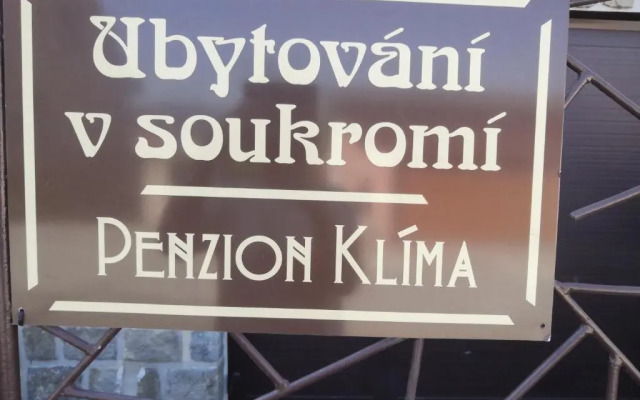 Ubytování
v soukromí
PENZION KLÍMA